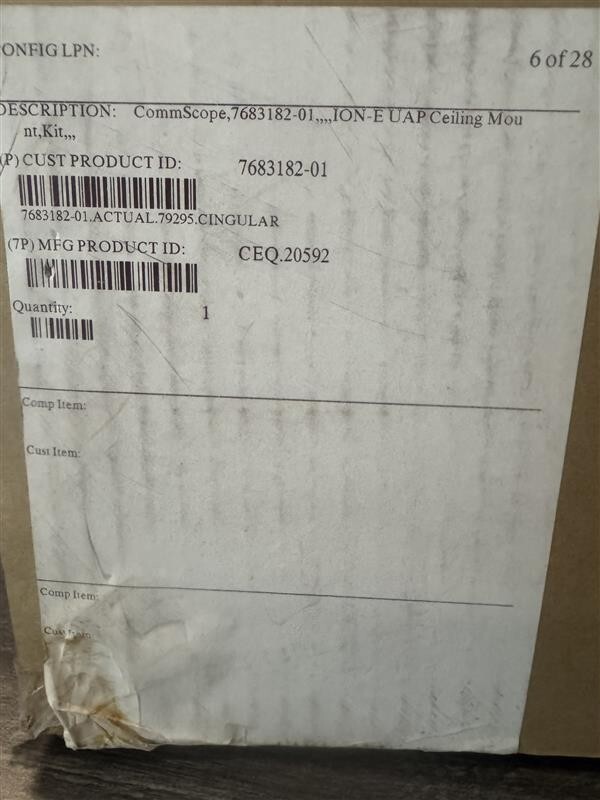 ONFIG LPN:
6 of 28
DESCRIPTION: CommScope,7683182-01,,,,ION-E UAP Ceiling Mou
nt,Kit,,,
(P) CUST PRODUCT ID: 7683182-01
7683182-01.ACTUAL.79295.CINGULAR
(7P) MFG PRODUCT ID: CEQ.20592
Quantity: 1
Comp Item:
Cust Item:
Comp Item:
Cust Item: